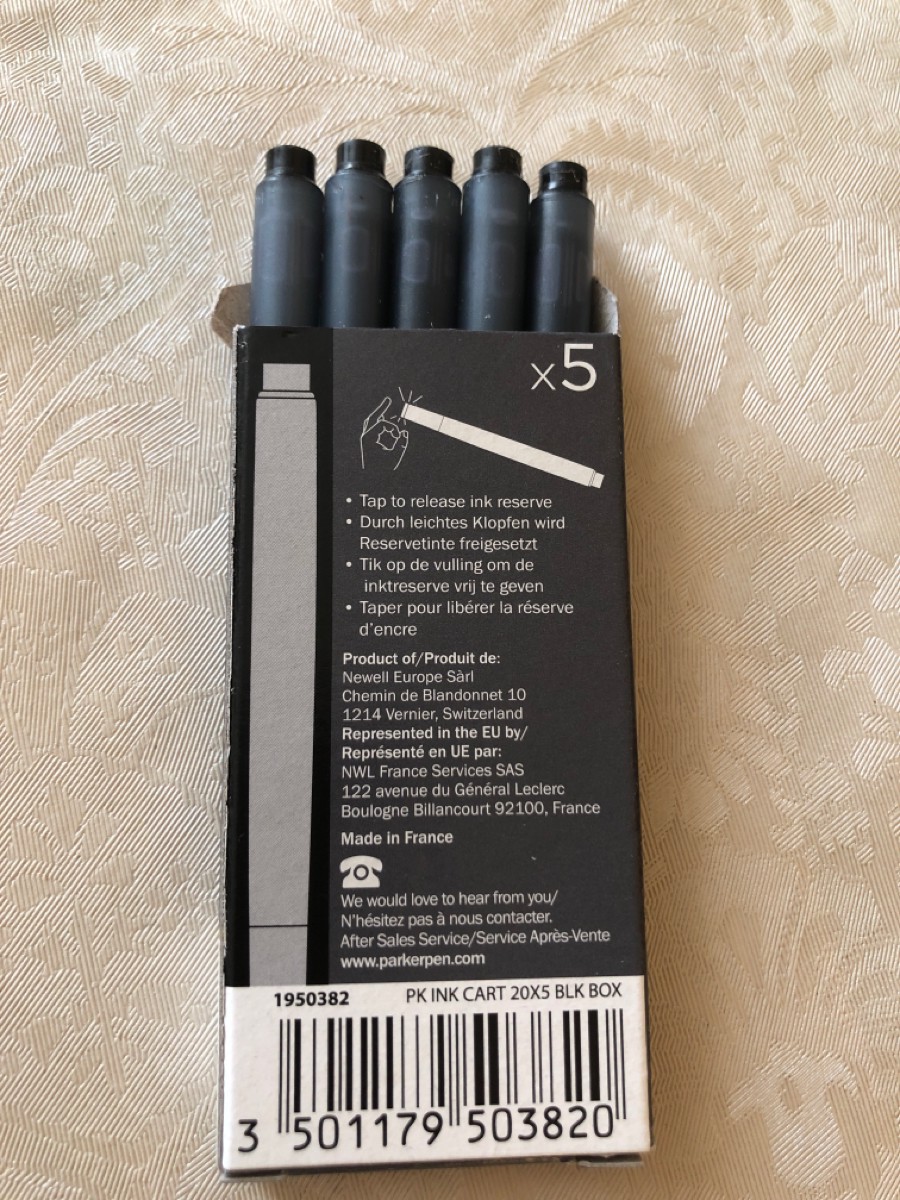 x5
• Tap to release ink reserve
• Durch leichtes Klopfen wird
Reservetinte freigesetzt
• Tik op de vulling om de
inktreserve vrij te geven
• Taper pour libérer la réserve
d'encre
Product of/Produit de:
Newell Europe Sàrl
Chemin de Blandonnet 10
1214 Vernier, Switzerland
Represented in the EU by/
Représenté en UE par:
NWL France Services SAS
122 avenue du Général Leclerc
Boulogne Billancourt 92100, France
Made in France
We would love to hear from you/
N'hésitez pas à nous contacter.
After Sales Service/Service Après-Vente
www.parkerpen.com
1950382 PK INK CART 20X5 BLK BOX
3 501179 503820